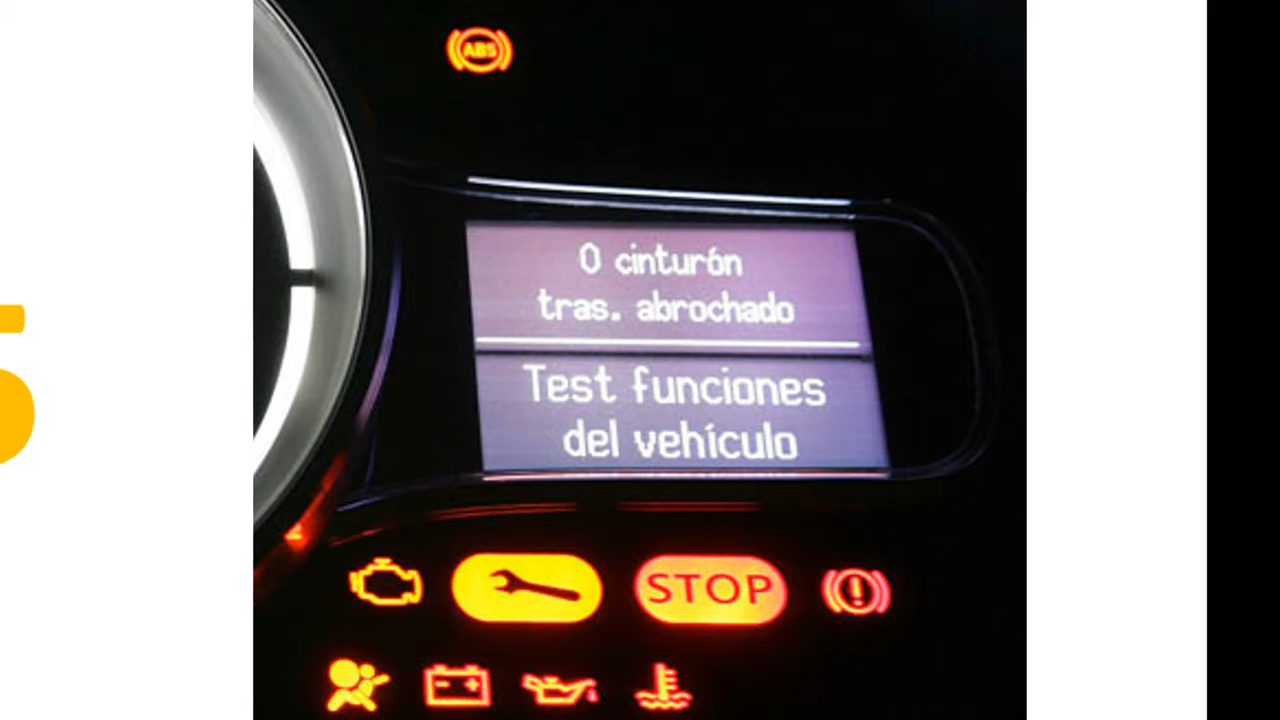 ABS
0 cinturón
tras. abrochado
Test funciones
del vehículo
STOP